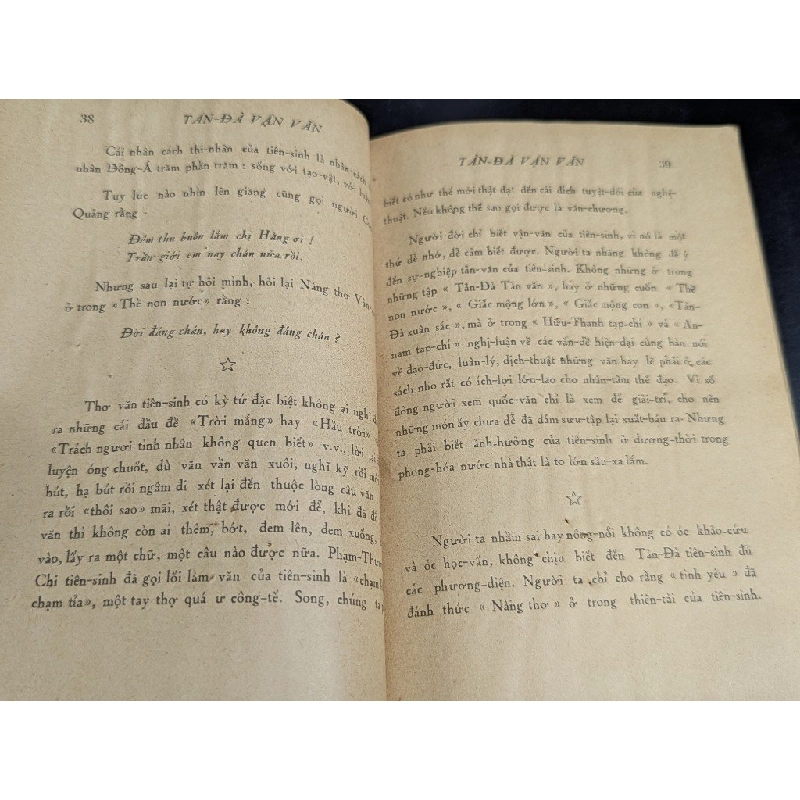 38 TẢN-ĐÀ VẬN VĂN
Cái nhân cách thi-nhân của tiên-sinh là nhân cách
nhân Đông-Á trăm phần trăm : sống với tạo-vật, với
Tuy lúc nào nhìn lên giang cũng gọi người
Quảng rằng :
Đêm thu buồn lắm chị Hằng ơi !
Trần giới em nay chán nửa rồi.
Nhưng sau lại tự hỏi mình, hỏi lại Nàng thơ Vân-
ở trong «Thề non nước» rằng :
Đời đáng chán, hay không đáng chán ?
Thơ văn tiên-sinh có kỳ tứ đặc biệt không ai nghĩ
ra những cái đầu đề «Trời mắng» hay «Hầu trời»
«Trách người tình nhân không quen biết» v.v., lời
luyện óng chuốt, dù văn vần văn xuôi, nghĩ kỹ rồi mới
bút, hạ bút rồi ngâm đi xét lại đến thuộc lòng câu văn
ra rồi «thôi sao» mãi, xét thật được mới để, khi đã để
văn thì không còn ai thêm, bớt, đem lên, đem xuống,
vào, lấy ra một chữ, một câu nào được nữa. Phạm-
Chi tiên-sinh đã gọi lối làm văn của tiên-sinh là «chạm
chạm tỉa», một tay thợ quá ư công-tế. Song, chúng ta
TẢN-ĐÀ VẬN VĂN 39
biết có như thế mới thật đạt đến cái đích tuyệt-đối của nghệ-
thuật. Nếu không thế sao gọi được là văn-chương.
Người đời chỉ biết vận-văn của tiên-sinh, vì nó là một
thứ dễ nhớ, dễ cảm biết được. Người ta nhãng không để ý
đến sự-nghiệp tản-văn của tiên-sinh. Không những ở trong
những tập « Tản-Đà Tản văn », hay ở những cuốn « Thề
non nước », « Giấc mộng lớn », « Giấc mộng con », «Tản-
Đà xuân sắc », mà ở trong « Hữu-Thanh tạp-chí » và «An-
nam tạp-chí » nghị-luận về các vấn-đề hiện đại cùng bàn nói
về đạo-đức, luân-lý, dịch-thuật những văn hay lẽ phải ở các
sách nho rất có ích-lợi lớn-lao cho nhân-tâm thế đạo. Vì số
đông người xem quốc văn chỉ là xem để giải-trí, cho nên
những món ấy chưa dễ đã dám sưu-tập lại xuất-bản ra. Nhưng
ta phải biết ảnh-hưởng của tiên-sinh ở đương-thời trong
phong-hóa nước nhà thật là to lớn sâu-xa lắm.
Người ta nhầm sai hay nông-nổi không có óc khảo-cứu
và óc học-vấn, không chịu biết đến Tản-Đà tiên-sinh đủ
các phương-diện. Người ta chỉ cho rằng « tình yêu » đã
đánh thức « Nàng thơ » ở trong thiên-tài của tiên-sinh.